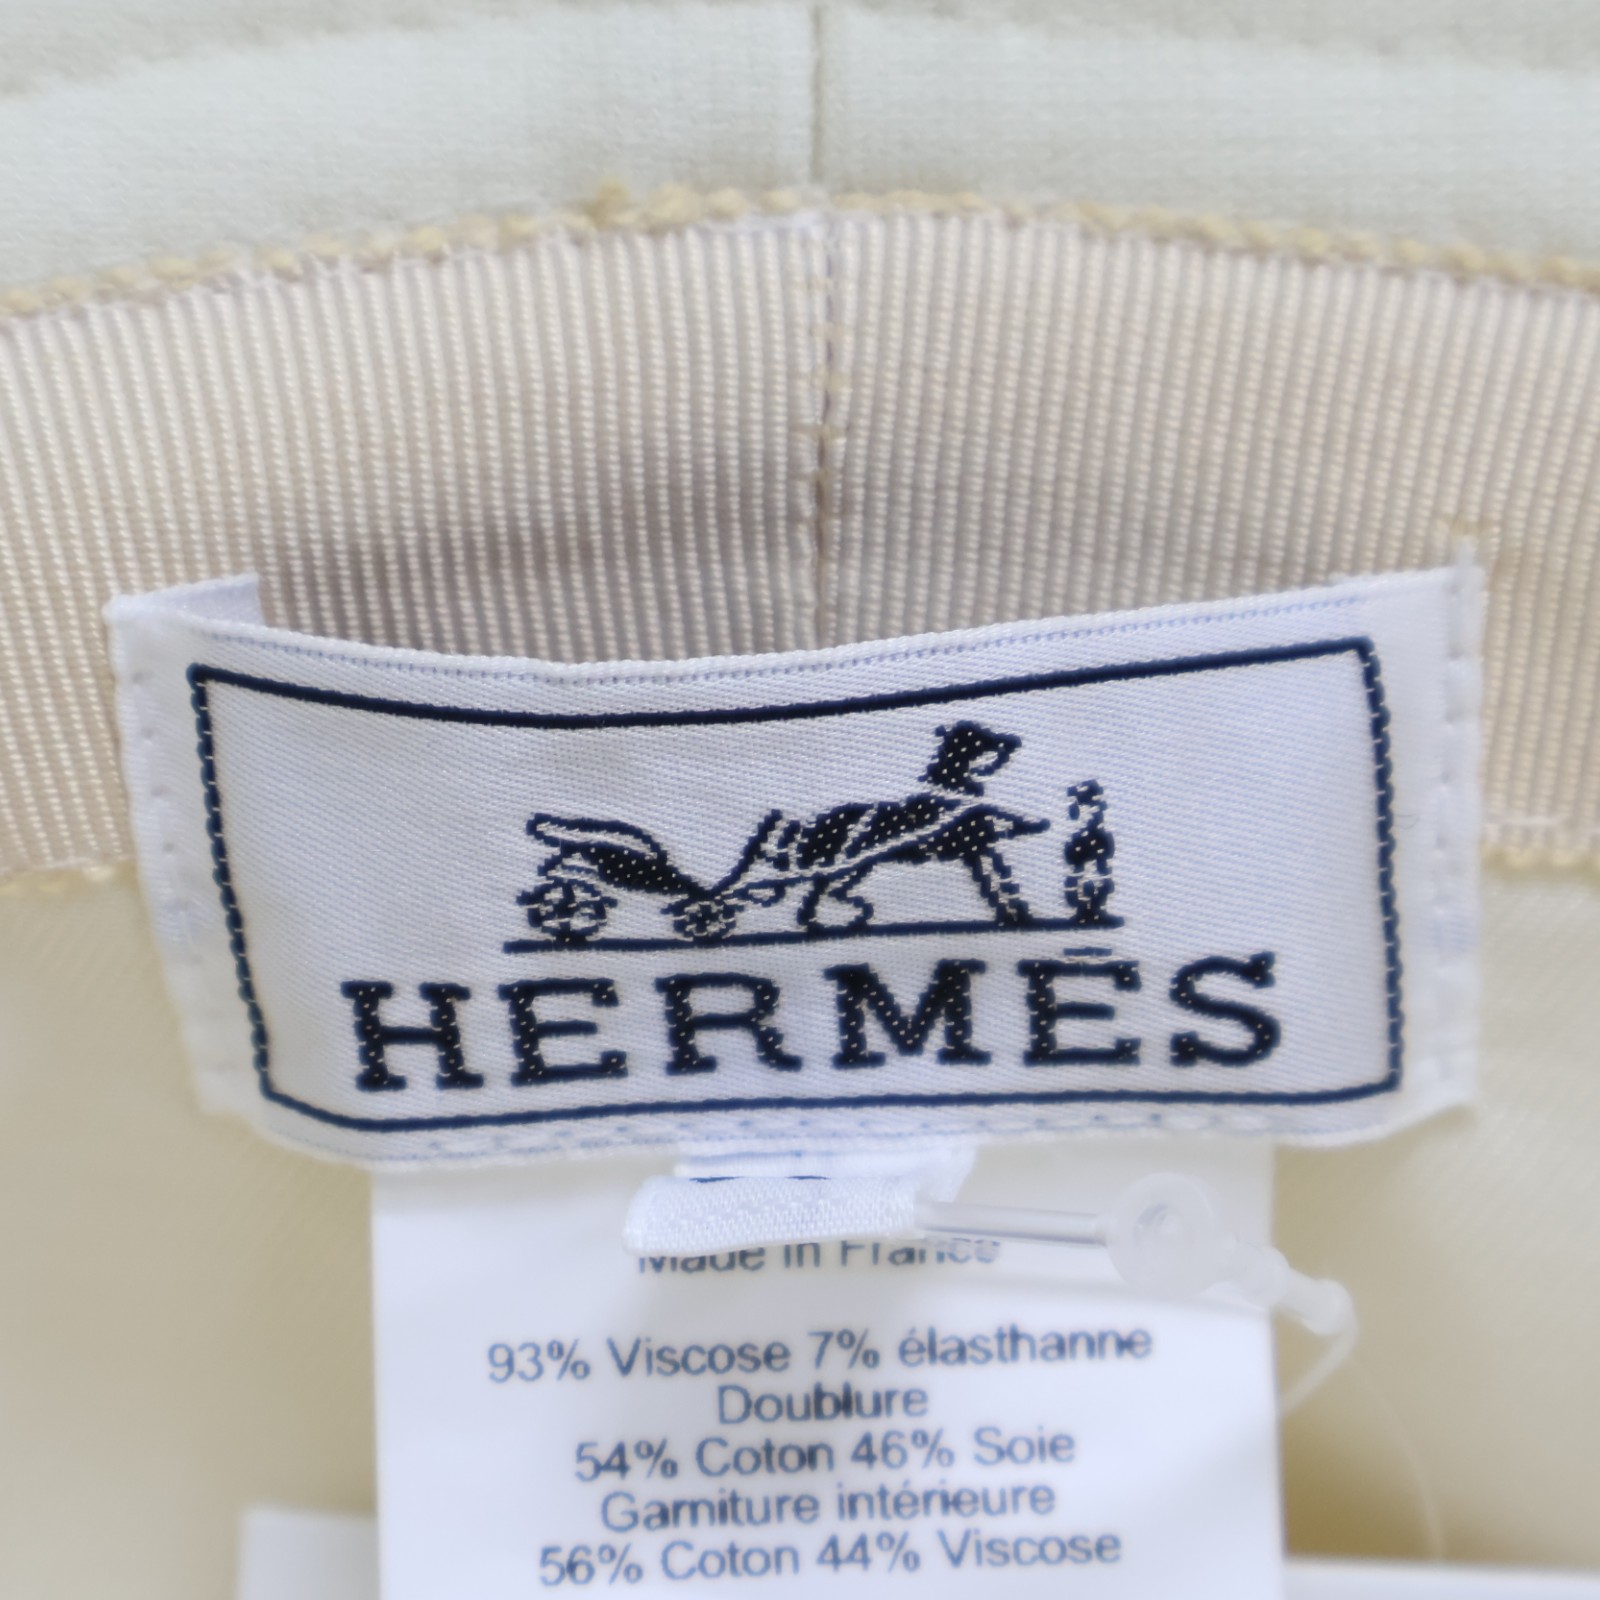 HERMÈS
Made in France
93% Viscose 7% élasthanne
Doublure
54% Coton 46% Soie
Garniture intérieure
56% Coton 44% Viscose